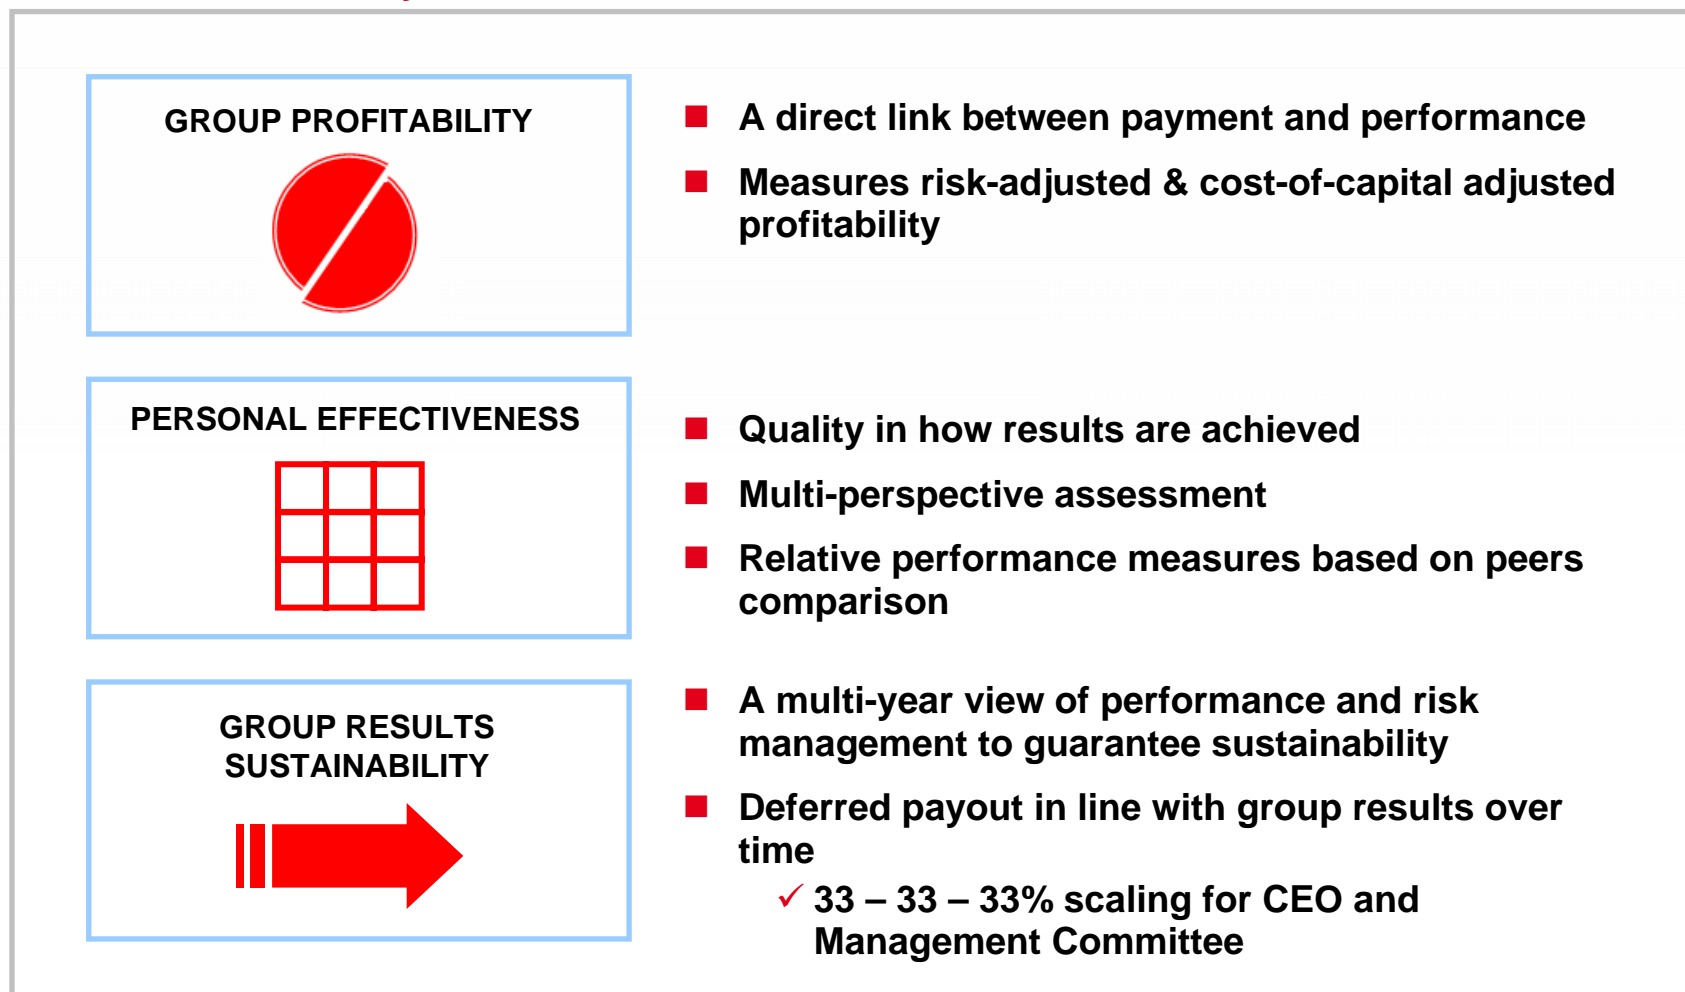 GROUP PROFITABILITY
A direct link between payment and performance
Measures risk-adjusted & cost-of-capital adjusted
profitability
PERSONAL EFFECTIVENESS
Quality in how results are achieved
Multi-perspective assessment
Relative performance measures based on peers
comparison
GROUP RESULTS
SUSTAINABILITY
A multi-year view of performance and risk
management to guarantee sustainability
Deferred payout in line with group results over
time
33 – 33 – 33% scaling for CEO and
Management Committee